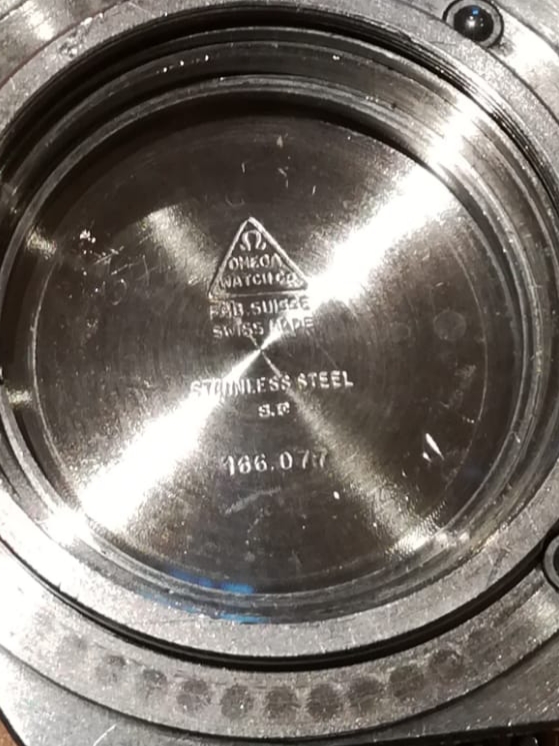 Ω
OMEGA
WATCH Co
FAB. SUISSE
SWISS MADE
STAINLESS STEEL
166.077